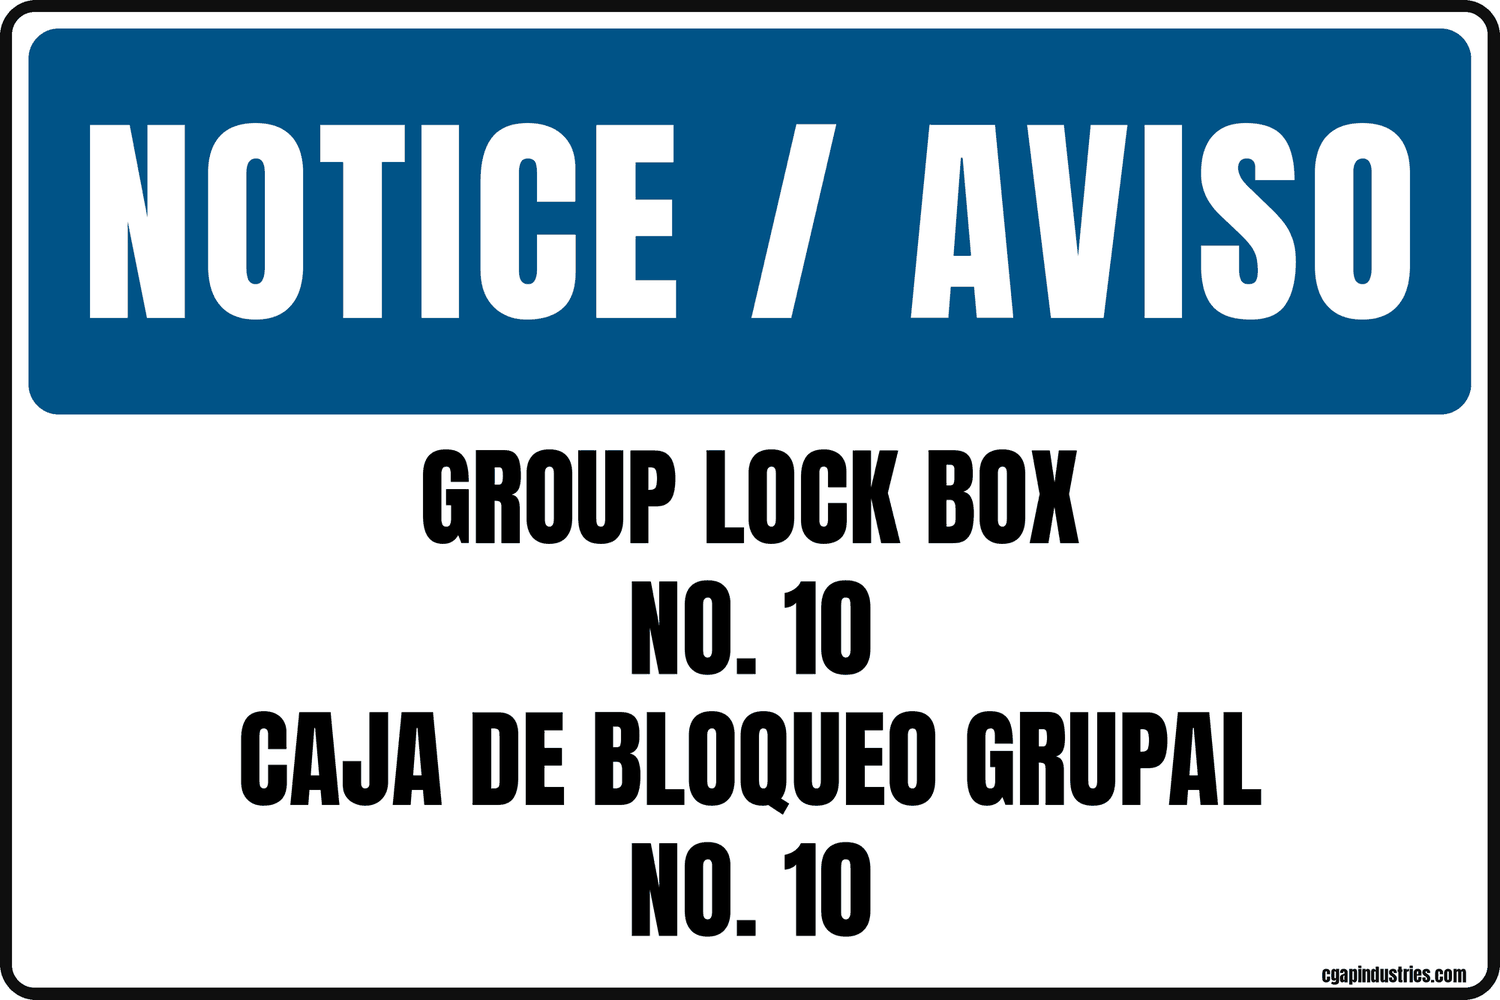 NOTICE / AVISO
GROUP LOCK BOX
NO. 10
CAJA DE BLOQUEO GRUPAL
NO. 10
cgapindustries.com